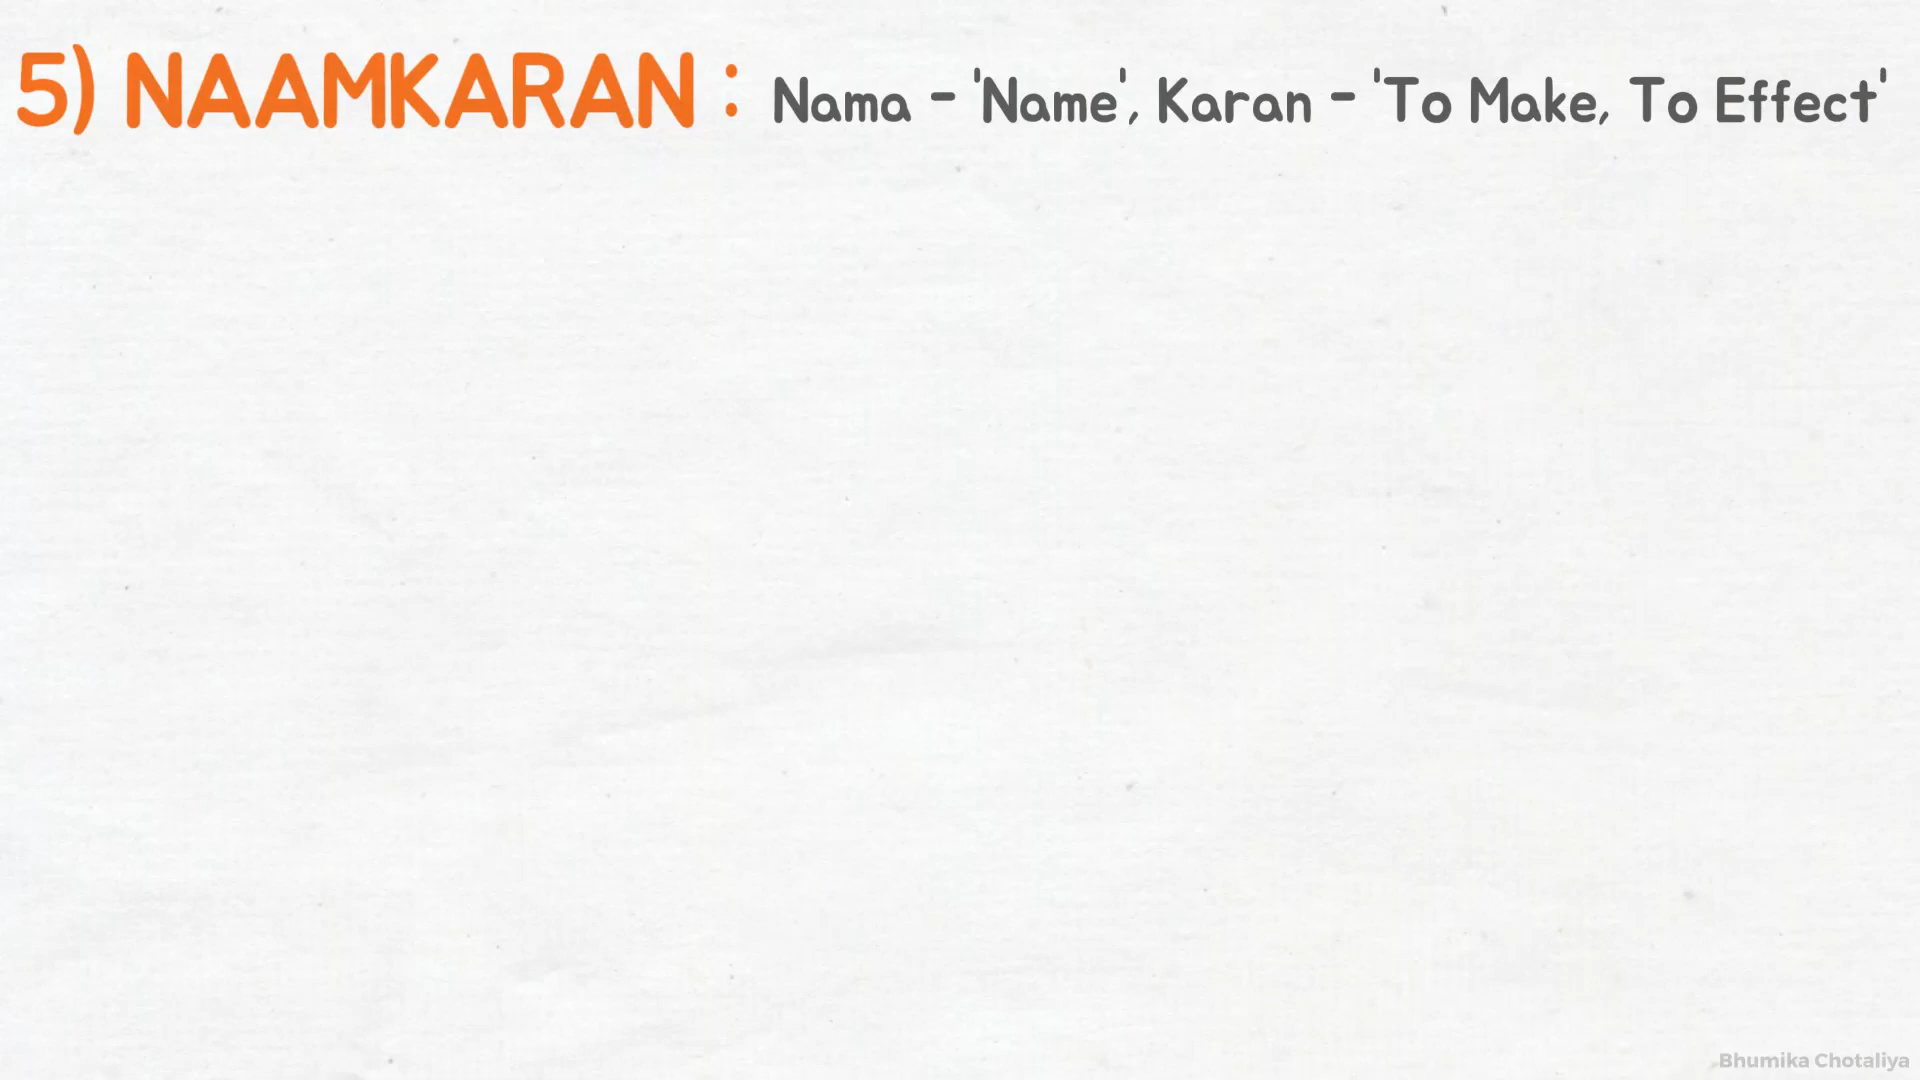 5) NAAMKARAN : Nama - 'Name', Karan - 'To Make, To Effect'
Bhumika Chotaliya